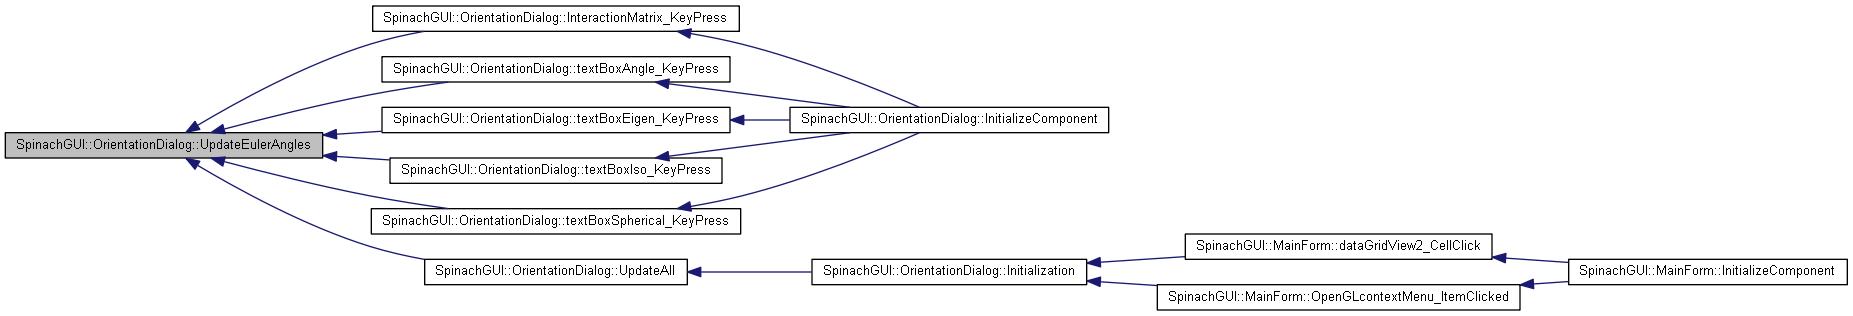 SpinachGUI::OrientationDialog::InteractionMatrix_KeyPress
SpinachGUI::OrientationDialog::textBoxAngle_KeyPress
SpinachGUI::OrientationDialog::textBoxEigen_KeyPress
SpinachGUI::OrientationDialog::InitializeComponent
SpinachGUI::OrientationDialog::UpdateEulerAngles
SpinachGUI::OrientationDialog::textBoxIso_KeyPress
SpinachGUI::OrientationDialog::textBoxSpherical_KeyPress
SpinachGUI::MainForm::dataGridView2_CellClick
SpinachGUI::OrientationDialog::UpdateAll
SpinachGUI::OrientationDialog::Initialization
SpinachGUI::MainForm::InitializeComponent
SpinachGUI::MainForm::OpenGLcontextMenu_ItemClicked